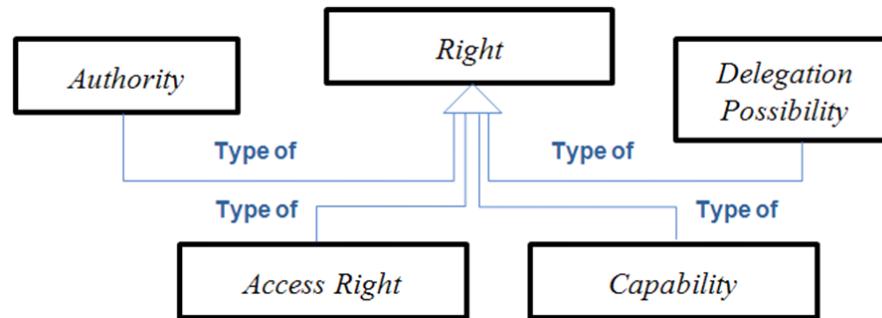 Authority
Right
Delegation
Possibility
Type of
Type of
Type of
Type of
Access Right
Capability